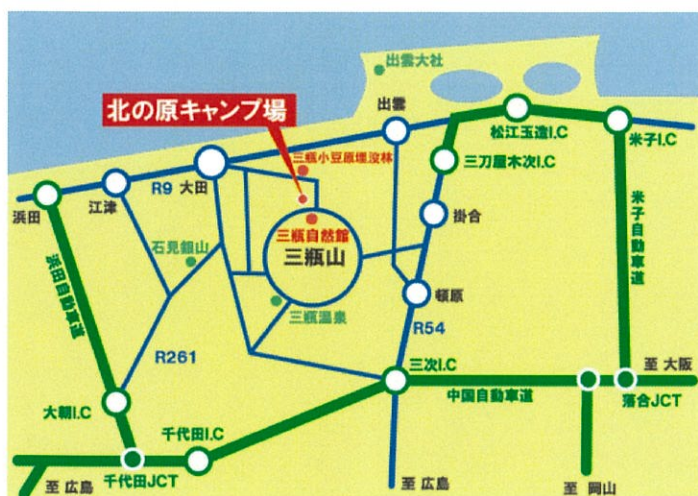 出雲大社
北の原キャンプ場
出雲
松江玉造I.C
米子I.C
三瓶小豆原埋没林
三刀屋木次I.C
R9
大田
浜田
江津
掛合
三瓶自然館
三瓶山
石見銀山
浜田自動車道
米子自動車道
三瓶温泉
頓原
R54
R261
三次I.C
至 大阪
中国自動車道
落合JCT
大朝I.C
千代田I.C
千代田JCT
至 広島
至 広島
至 岡山